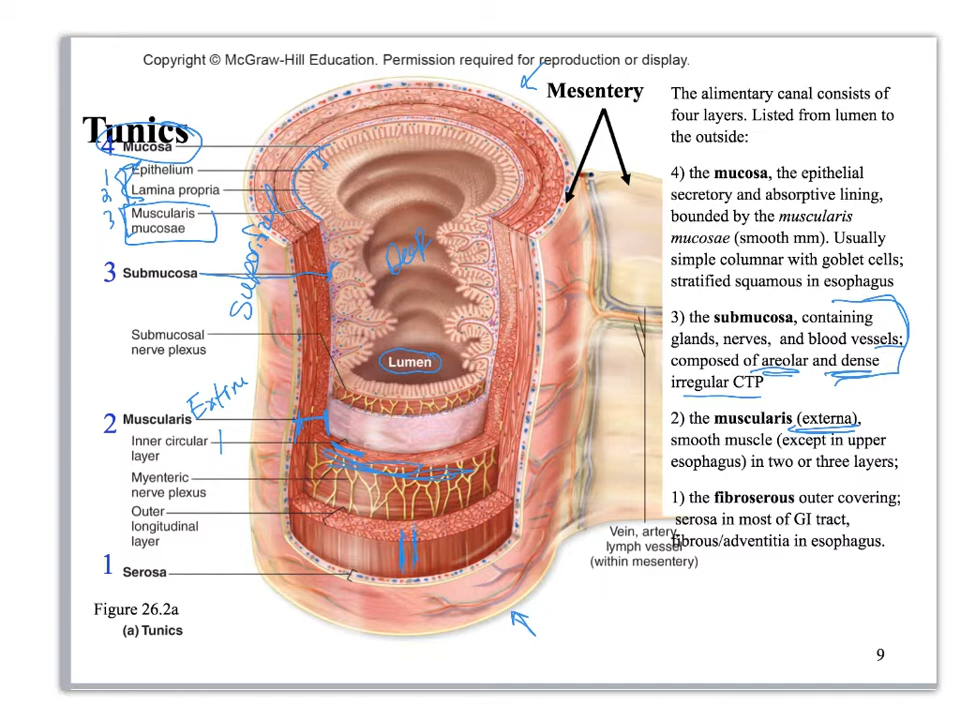 Copyright © McGraw-Hill Education. Permission required for reproduction or display.
Tunics
Mesentery
4 Mucosa
1 Epithelium
2 Lamina propria
3 Muscularis
mucosae
Superficial
Deep
3 Submucosa
Submucosal
nerve plexus
Lumen
Extern
2 Muscularis
Inner circular
layer
Myenteric
nerve plexus
Outer
longitudinal
layer
1 Serosa
Figure 26.2a
(a) Tunics
Vein, artery,
lymph vessel
(within mesentery)
The alimentary canal consists of
four layers. Listed from lumen to
the outside:
4) the mucosa, the epithelial
secretory and absorptive lining,
bounded by the muscularis
mucosae (smooth mm). Usually
simple columnar with goblet cells;
stratified squamous in esophagus
3) the submucosa, containing
glands, nerves, and blood vessels;
composed of areolar and dense
irregular CTP
2) the muscularis (externa),
smooth muscle (except in upper
esophagus) in two or three layers;
1) the fibroserous outer covering;
serosa in most of GI tract,
fibrous/adventitia in esophagus.
9